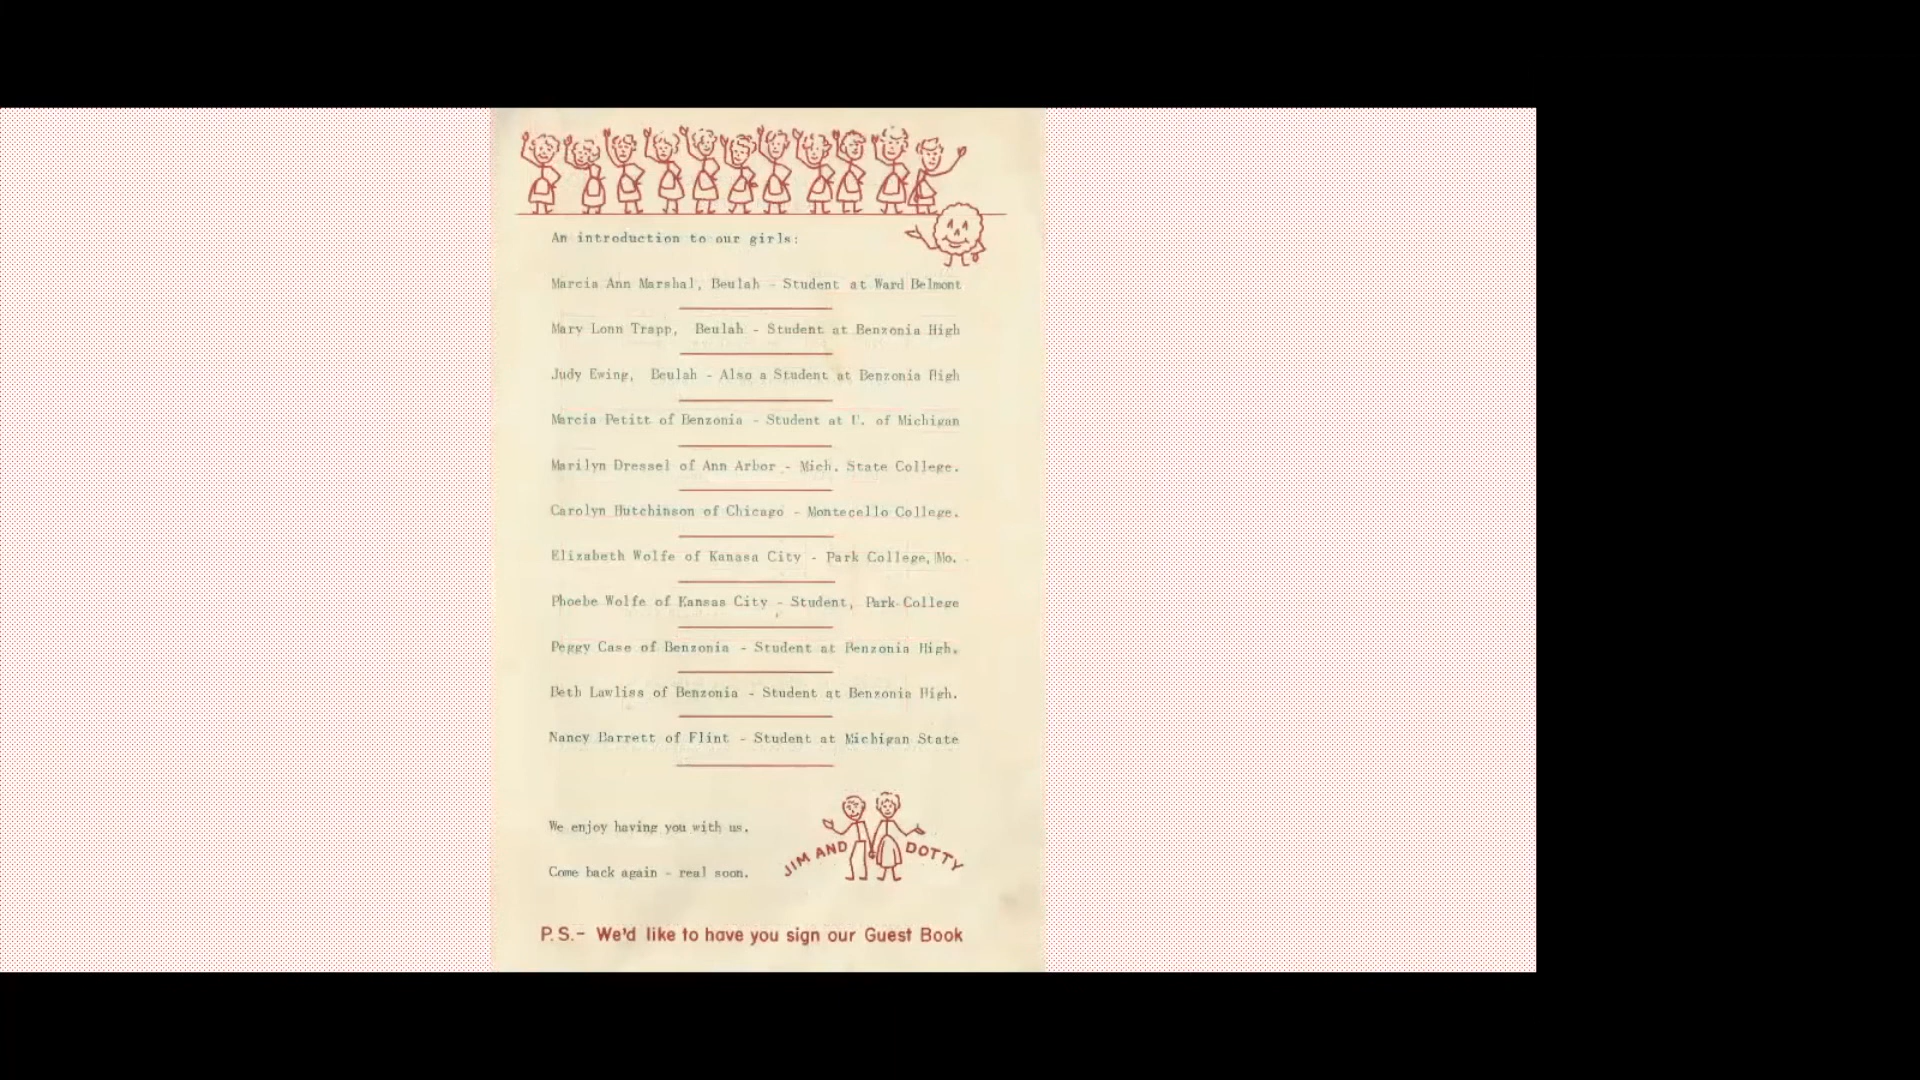 An introduction to our girls:
Marcia Ann Marshal, Beulah - Student at Ward Belmont
Mary Lonn Trapp, Beulah - Student at Benzonia High
Judy Ewing, Beulah - Also a Student at Benzonia High
Marcia Petitt of Benzonia - Student at U. of Michigan
Marilyn Dressel of Ann Arbor - Mich. State College.
Carolyn Hutchinson of Chicago - Montecello College.
Elizabeth Wolfe of Kanasa City - Park College, Mo.
Phoebe Wolfe of Kansas City - Student, Park College
Peggy Case of Benzonia - Student at Benzonia High.
Beth Lawliss of Benzonia - Student at Benzonia High.
Nancy Barrett of Flint - Student at Michigan State
We enjoy having you with us.
Come back again - real soon.
JIM AND DOTTY
P.S.- We'd like to have you sign our Guest Book